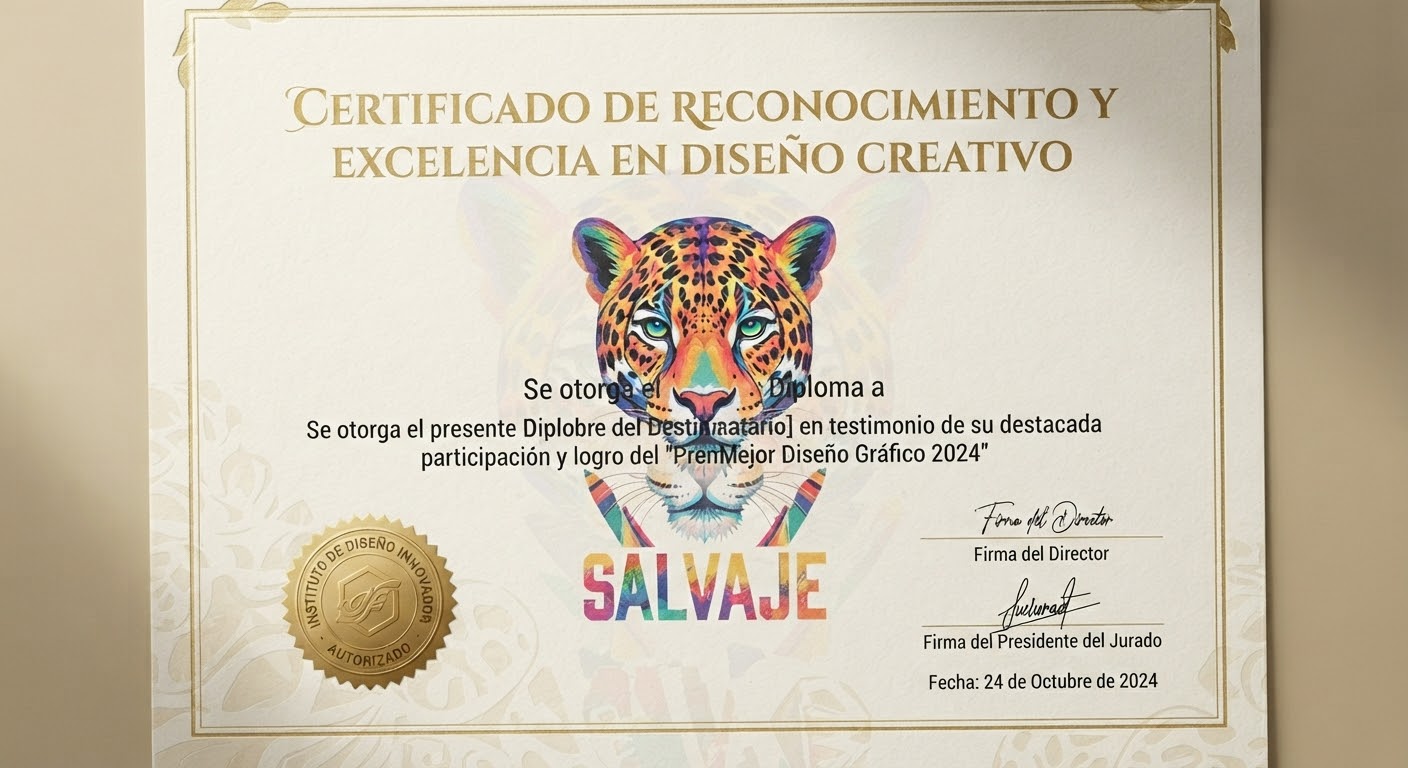 CERTIFICADO DE RECONOCIMIENTO Y
EXCELENCIA EN DISEÑO CREATIVO
Se otorga el Diploma a
Se otorga el presente Diplobre del Destinatario] en testimonio de su destacada
participación y logro del "PrenMejor Diseño Gráfico 2024"
SALVAJE
INSTITUTO DE DISEÑO INNOVADOR
· AUTORIZADO ·
Firma del Director
Firma del Director
Firma del Presidente del Jurado
Fecha: 24 de Octubre de 2024